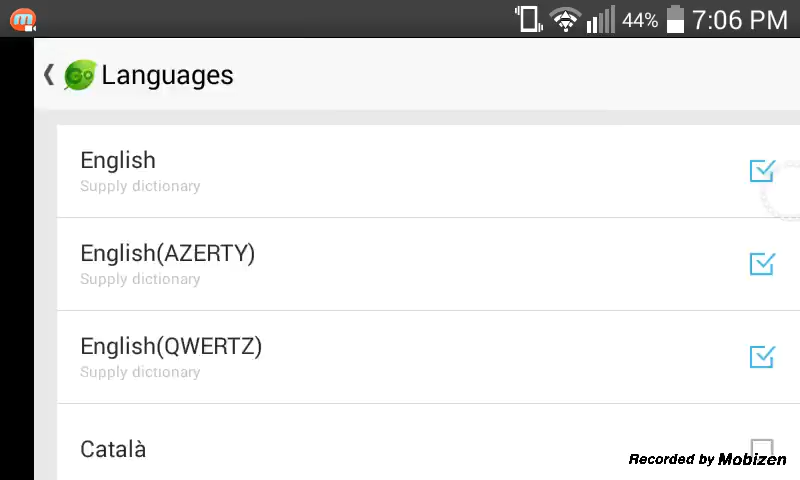 44% 7:06 PM
Languages
English
Supply dictionary
English(AZERTY)
Supply dictionary
English(QWERTZ)
Supply dictionary
Català
Recorded by Mobizen